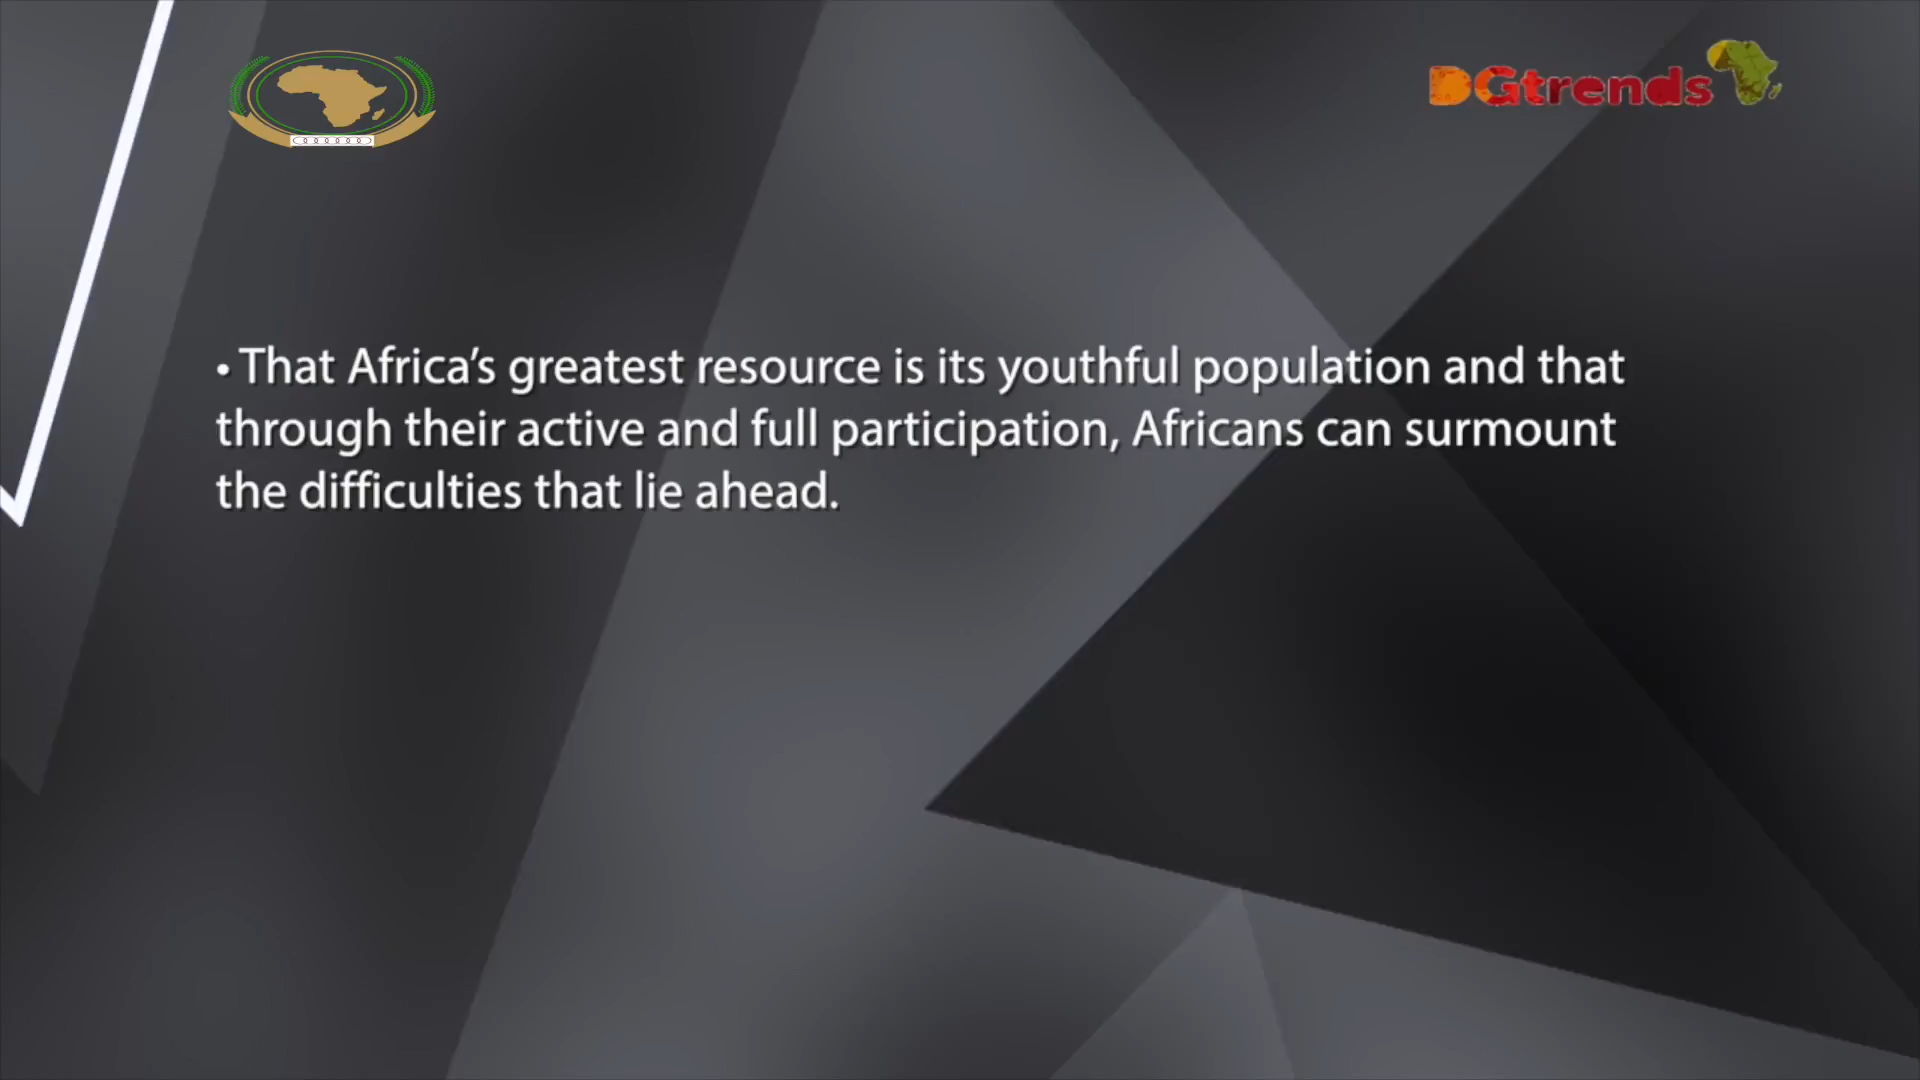 DGtrends
• That Africa’s greatest resource is its youthful population and that
through their active and full participation, Africans can surmount
the difficulties that lie ahead.